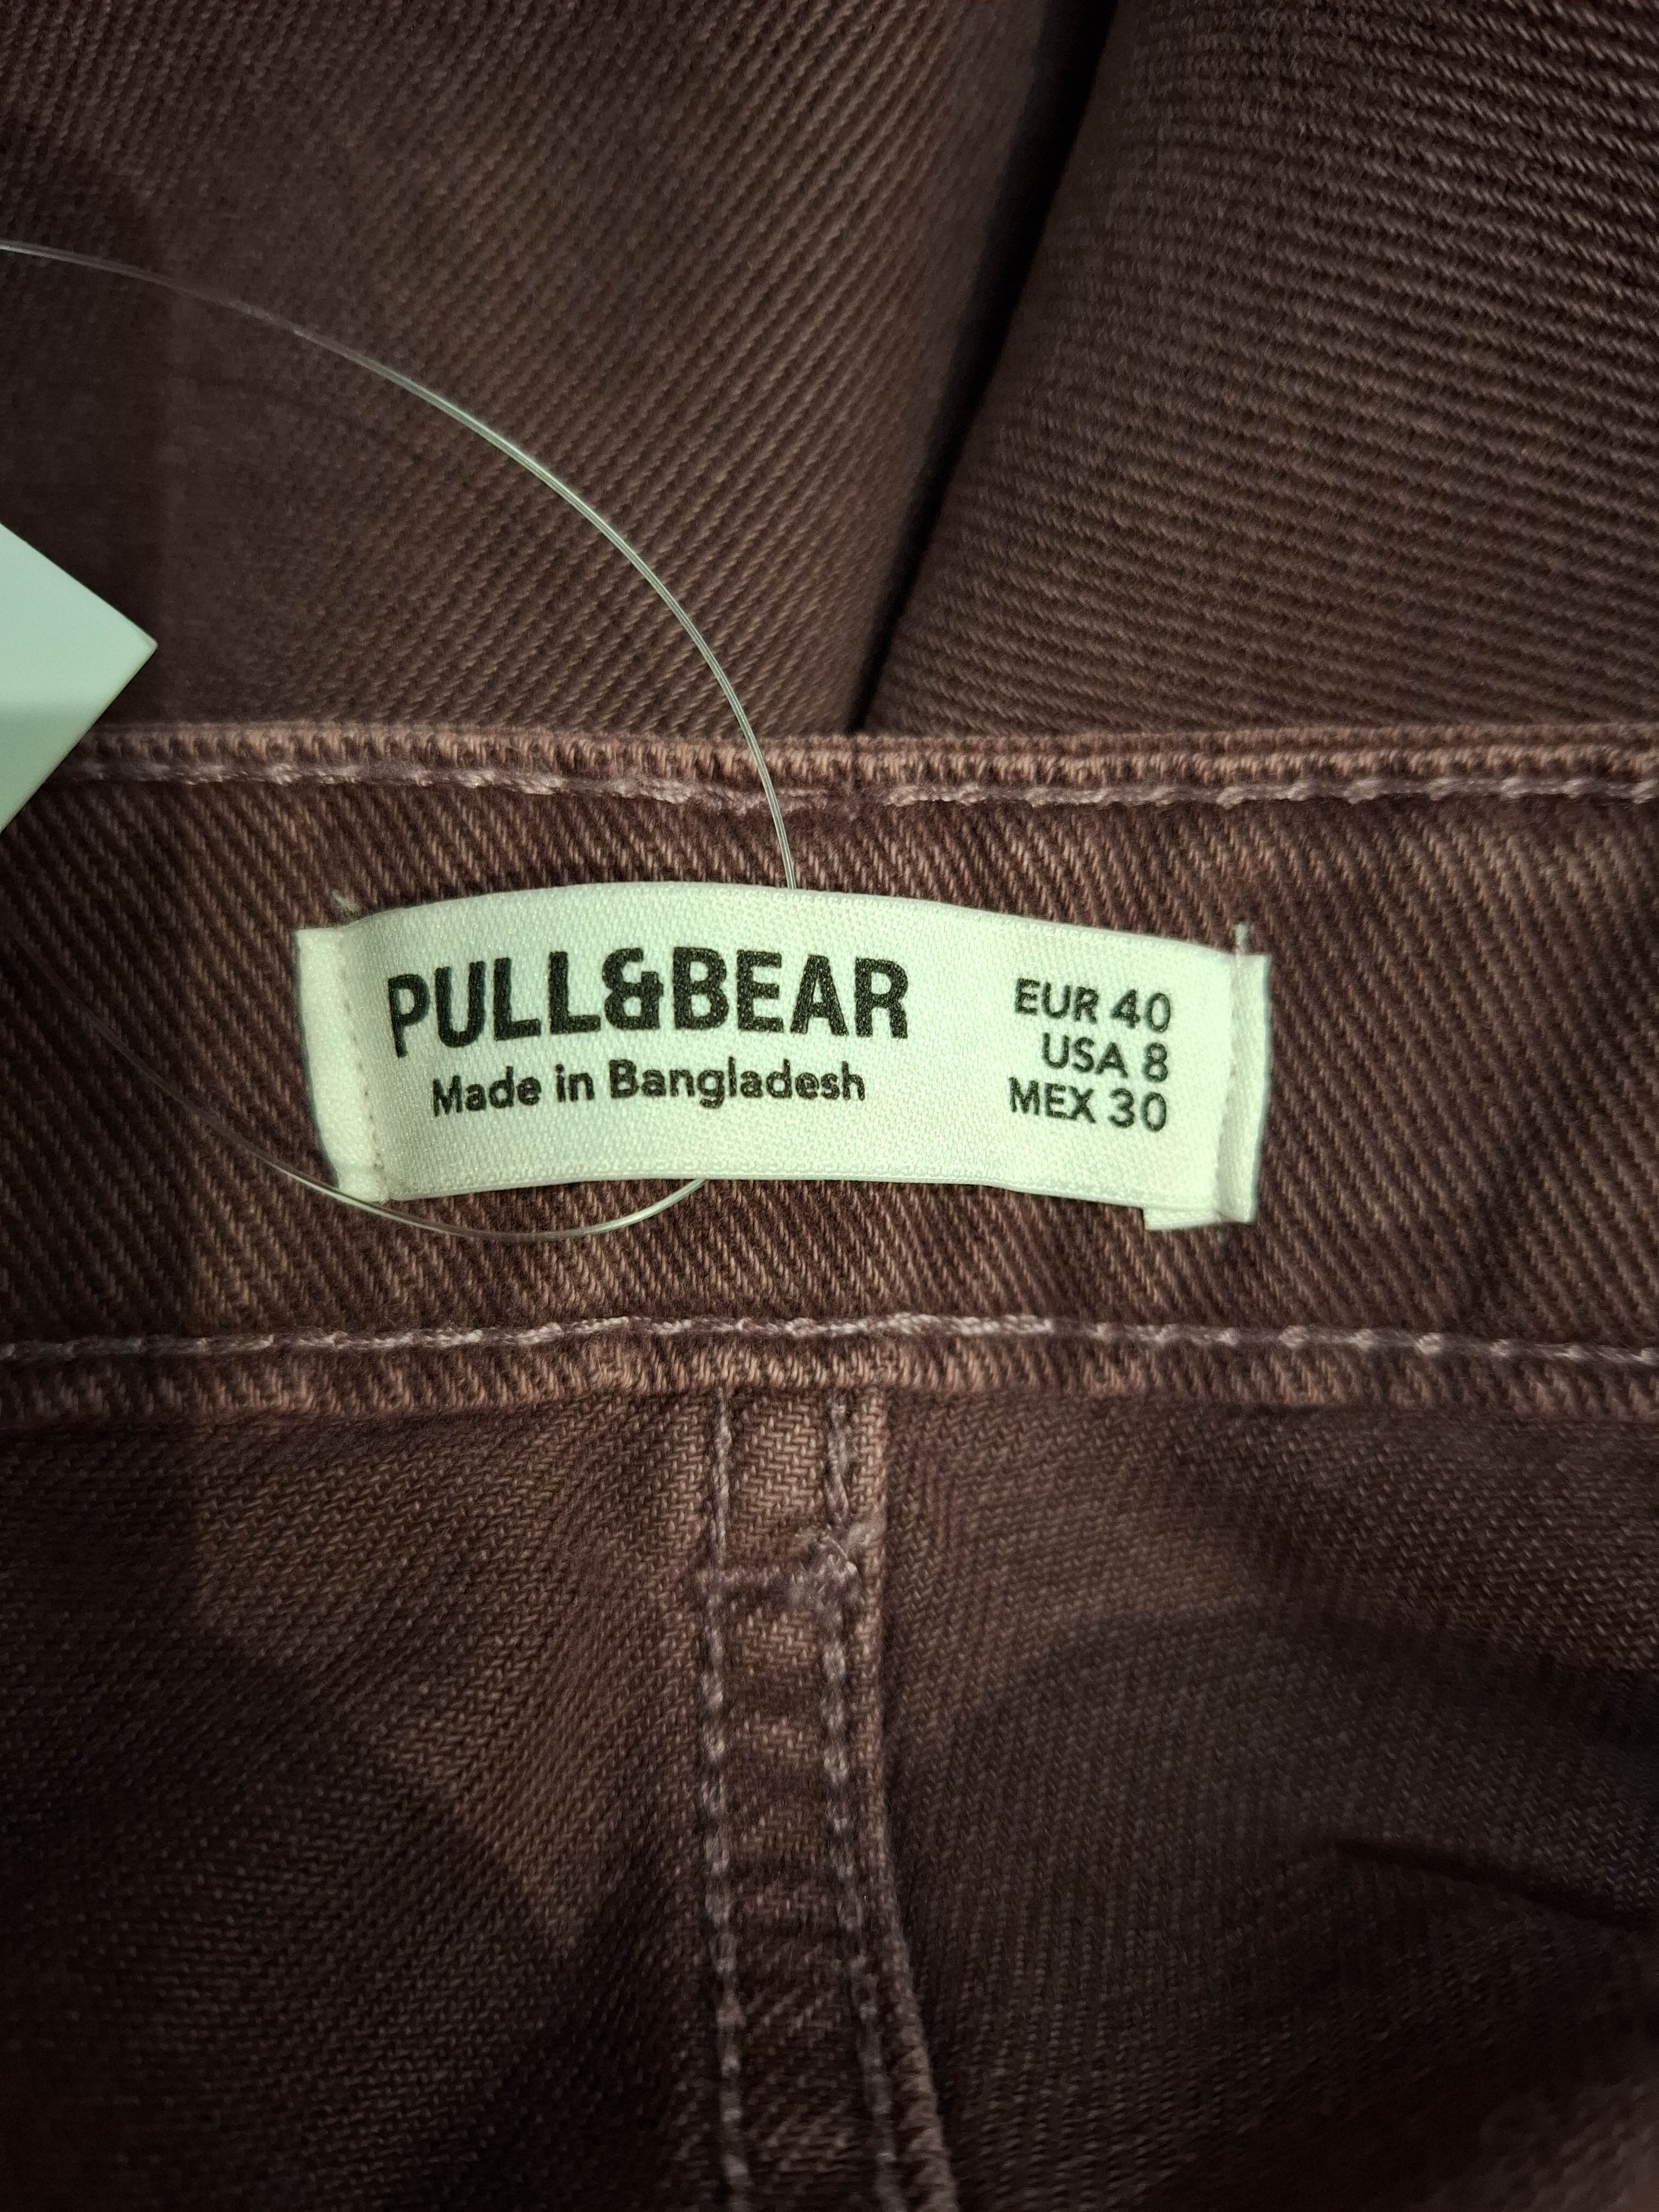 PULL&BEAR
Made in Bangladesh
EUR 40
USA 8
MEX 30